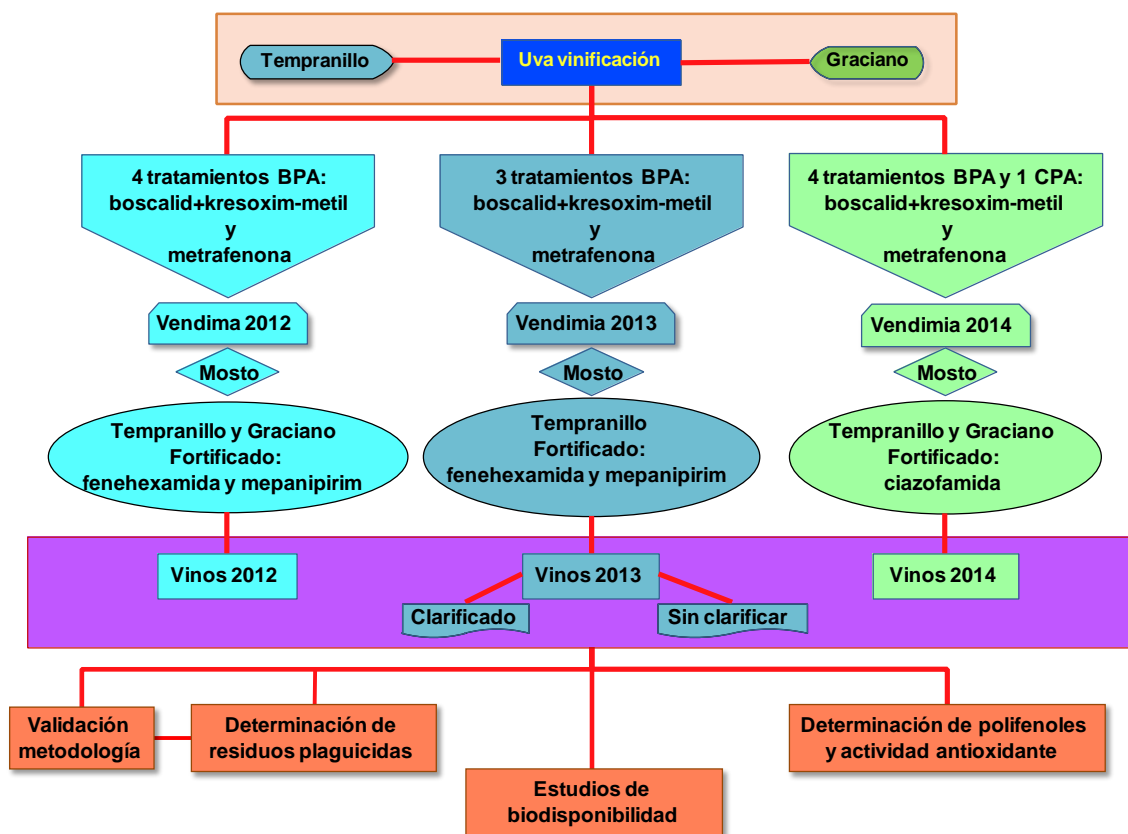 Tempranillo
Uva vinificación
Graciano
4 tratamientos BPA:
boscalid+kresoxim-metil
y
metrafenona
3 tratamientos BPA:
boscalid+kresoxim-metil
y
metrafenona
4 tratamientos BPA y 1 CPA:
boscalid+kresoxim-metil
y
metrafenona
Vendima 2012
Vendimia 2013
Vendimia 2014
Mosto
Mosto
Mosto
Tempranillo y Graciano
Fortificado:
fenehexamida y mepanipirim
Tempranillo
Fortificado:
fenehexamida y mepanipirim
Tempranillo y Graciano
Fortificado:
ciazofamida
Vinos 2012
Vinos 2013
Vinos 2014
Clarificado
Sin clarificar
Validación
metodología
Determinación de
residuos plaguicidas
Determinación de polifenoles
y actividad antioxidante
Estudios de
biodisponibilidad